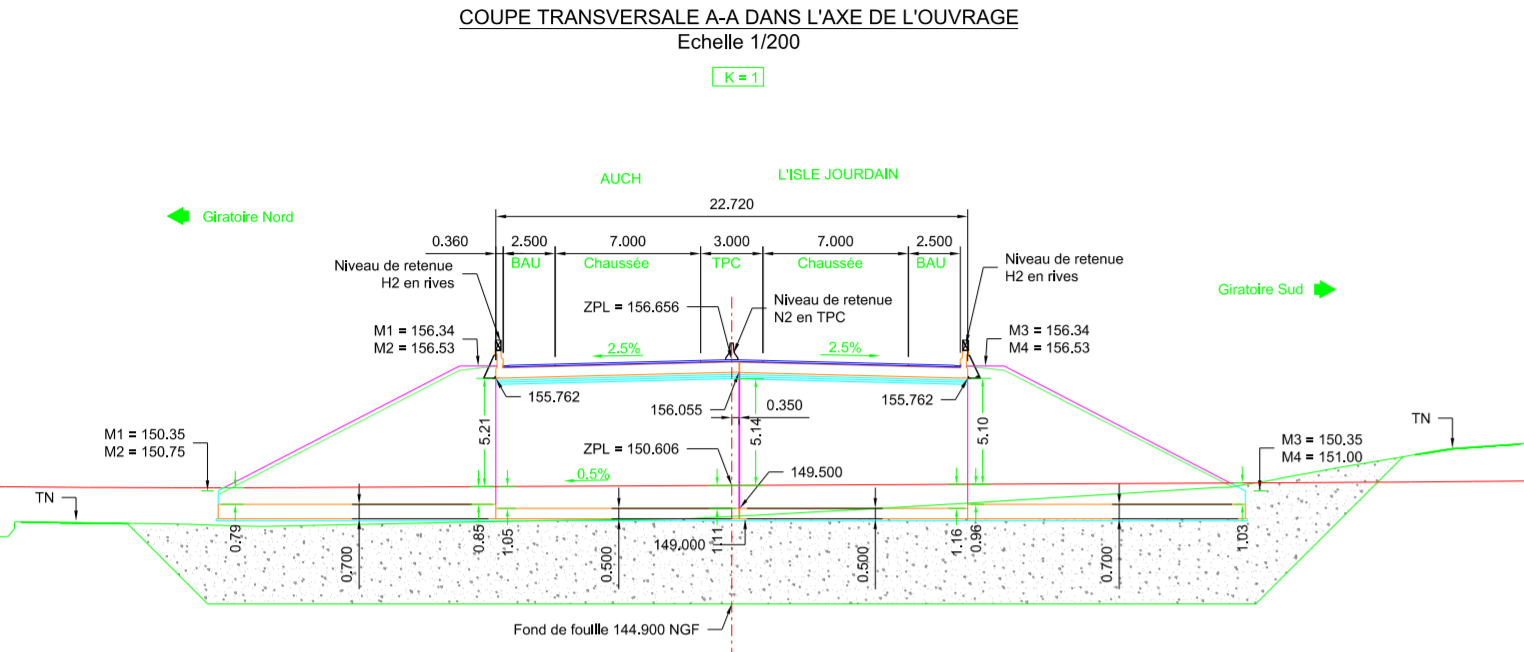 COUPE TRANSVERSALE A-A DANS L'AXE DE L'OUVRAGE
Echelle 1/200
K = 1
AUCH
L'ISLE JOURDAIN
Giratoire Nord
22.720
0.360
2.500
7.000
3.000
7.000
2.500
BAU
Chaussée
TPC
Chaussée
BAU
Niveau de retenue
H2 en rives
Niveau de retenue
H2 en rives
Giratoire Sud
ZPL = 156.656
Niveau de retenue
N2 en TPC
M1 = 156.34
M2 = 156.53
2.5%
2.5%
M3 = 156.34
M4 = 156.53
155.762
156.055
0.350
155.762
5.21
5.14
5.10
TN
M1 = 150.35
M2 = 150.75
ZPL = 150.606
M3 = 150.35
M4 = 151.00
0.5%
149.500
TN
0.79
0.700
0.85
1.05
0.500
149.000
1.11
0.500
1.16
0.96
0.700
1.03
Fond de fouille 144.900 NGF